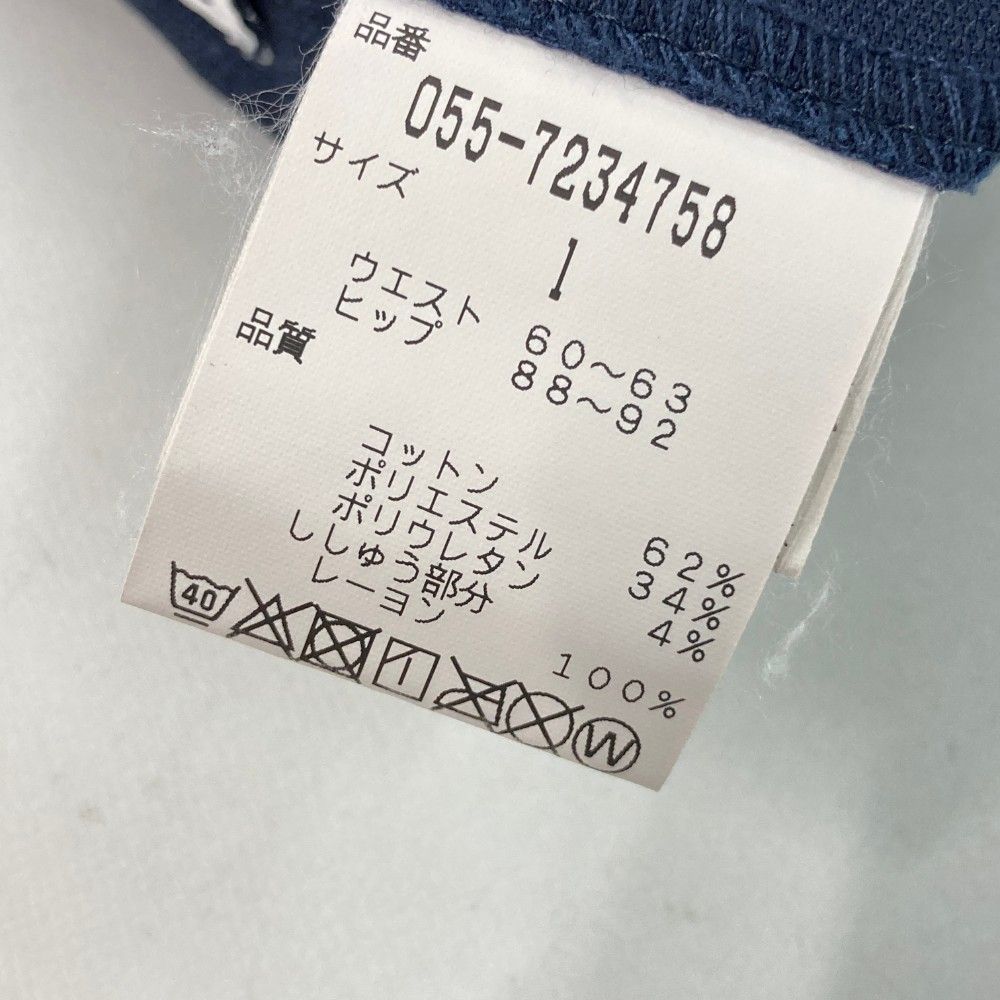 品番
055-7234758
サイズ
1
ウエスト 60～63
ヒップ 88～92
品質
コットン 62%
ポリエステル 34%
ポリウレタン 4%
ししゅう部分
レーヨン 100%
40
W